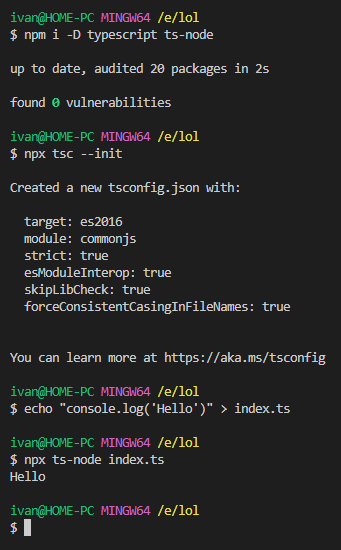 ivan@HOME-PC MINGW64 /e/lol
$ npm i -D typescript ts-node
up to date, audited 20 packages in 2s
found 0 vulnerabilities
ivan@HOME-PC MINGW64 /e/lol
$ npx tsc --init
Created a new tsconfig.json with:
target: es2016
module: commonjs
strict: true
esModuleInterop: true
skipLibCheck: true
forceConsistentCasingInFileNames: true
You can learn more at https://aka.ms/tsconfig
ivan@HOME-PC MINGW64 /e/lol
$ echo "console.log('Hello')" > index.ts
ivan@HOME-PC MINGW64 /e/lol
$ npx ts-node index.ts
Hello
ivan@HOME-PC MINGW64 /e/lol
$